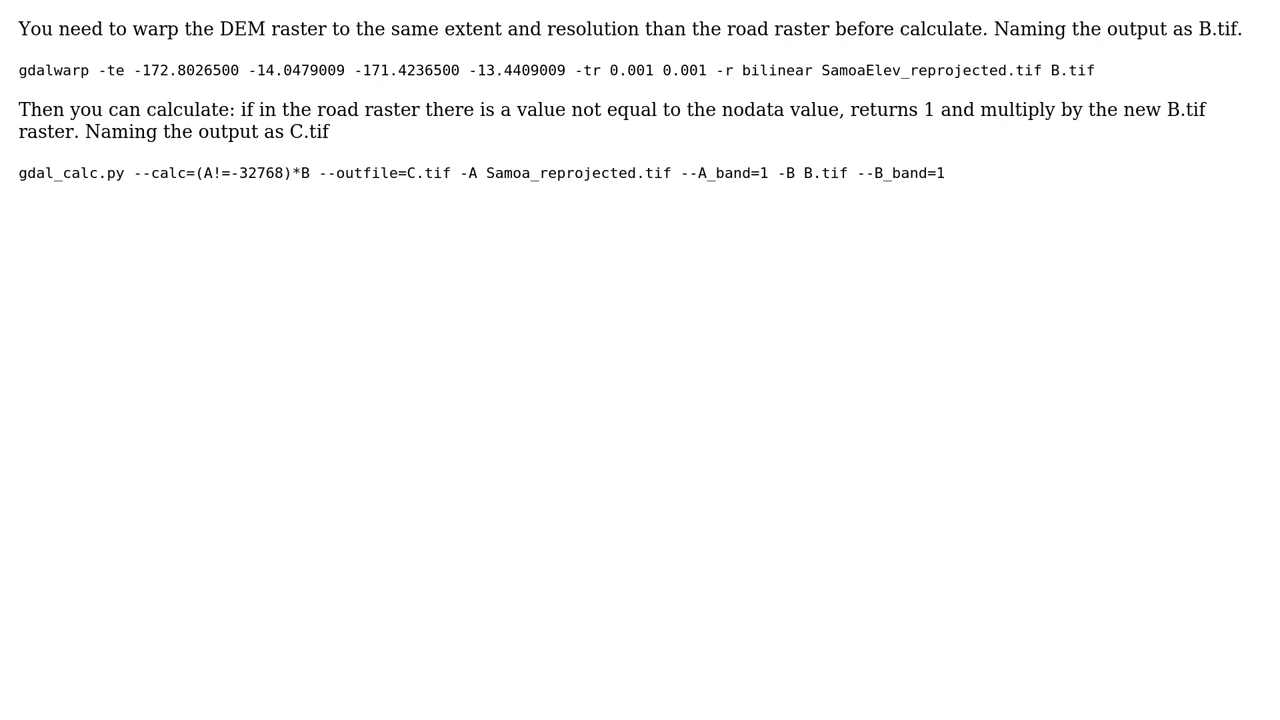 You need to warp the DEM raster to the same extent and resolution than the road raster before calculate. Naming the output as B.tif.
gdalwarp -te -172.8026500 -14.0479009 -171.4236500 -13.4409009 -tr 0.001 0.001 -r bilinear SamoaElev_reprojected.tif B.tif
Then you can calculate: if in the road raster there is a value not equal to the nodata value, returns 1 and multiply by the new B.tif
raster. Naming the output as C.tif
gdal_calc.py --calc=(A!=-32768)*B --outfile=C.tif -A Samoa_reprojected.tif --A_band=1 -B B.tif --B_band=1